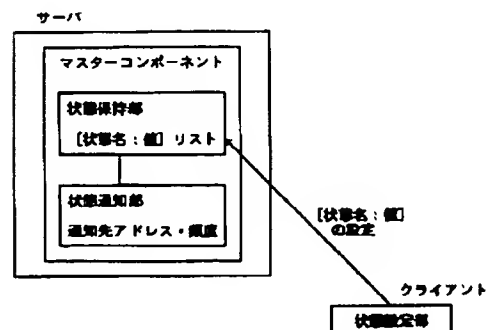 サーバ
マスターコンポーネント
状態保持部
[状態名：値] リスト
状態通知部
通知先アドレス・頻度
[状態名：値]
の設定
クライアント
状態設定部